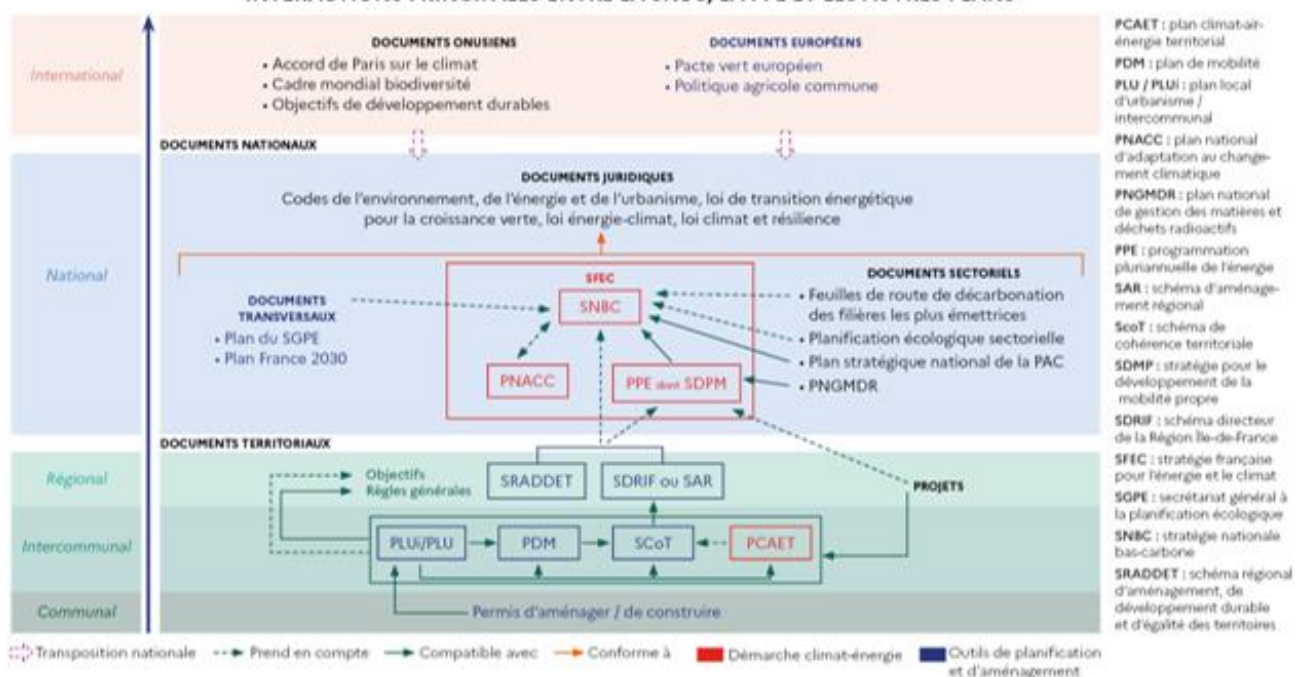 International
DOCUMENTS ONUSIENS
• Accord de Paris sur le climat
• Cadre mondial biodiversité
• Objectifs de développement durables
DOCUMENTS EUROPÉENS
• Pacte vert européen
• Politique agricole commune
DOCUMENTS NATIONAUX
National
DOCUMENTS JURIDIQUES
Codes de l'environnement, de l'énergie et de l'urbanisme, loi de transition énergétique
pour la croissance verte, loi énergie-climat, loi climat et résilience
DOCUMENTS
TRANSVERSAUX
• Plan du SGPE
• Plan France 2030
SFEC
SNBC
PNACC
PPE dont SDPM
DOCUMENTS SECTORIELS
• Feuilles de route de décarbonation
des filières les plus émettrices
• Planification écologique sectorielle
• Plan stratégique national de la PAC
• PNGMDR
DOCUMENTS TERRITORIAUX
Régional
Objectifs
Règles générales
SRADDET
SDRIF ou SAR
PROJETS
Intercommunal
PLUi/PLU
PDM
SCoT
PCAET
Communal
Permis d'aménager / de construire
PCAET : plan climat-air-
énergie territorial
PDM : plan de mobilité
PLU / PLUi : plan local
d'urbanisme /
intercommunal
PNACC : plan national
d'adaptation au change-
ment climatique
PNGMDR : plan national
de gestion des matières et
déchets radioactifs
PPE : programmation
pluriannuelle de l'énergie
SAR : schéma d'aménage-
ment régional
ScoT : schéma de
cohérence territoriale
SDMP : stratégie pour le
développement de la
mobilité propre
SDRIF : schéma directeur
de la Région Île-de-France
SFEC : stratégie française
pour l'énergie et le climat
SGPE : secrétariat général à
la planification écologique
SNBC : stratégie nationale
bas-carbone
SRADDET : schéma régional
d'aménagement, de
développement durable
et d'égalité des territoires
Transposition nationale
Prend en compte
Compatible avec
Conforme à
Démarche climat-énergie
Outils de planification
et d'aménagement